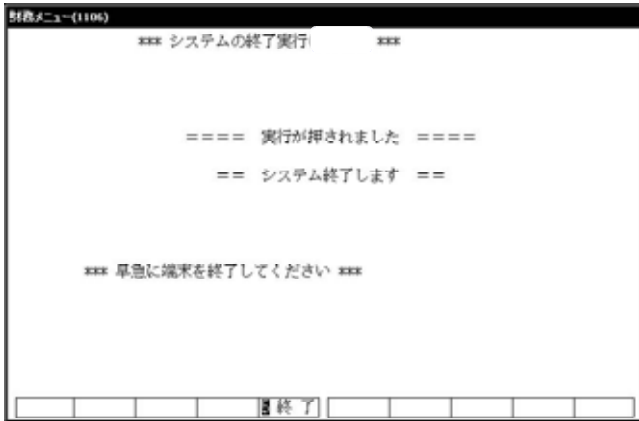 財務メニュー(1106)
*** システムの終了実行 ***
==== 実行が押されました ====
== システム終了します ==
*** 早急に端末を終了してください ***
終 了